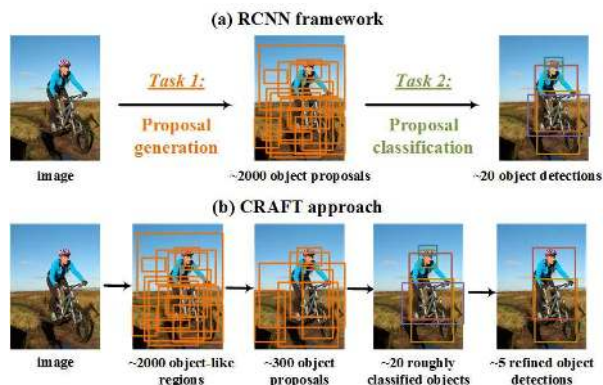 (a) RCNN framework
Task 1:
Proposal
generation
Task 2:
Proposal
classification
image
~2000 object proposals
~20 object detections
(b) CRAFT approach
image
~2000 object-like
regions
~300 object
proposals
~20 roughly
classified objects
~5 refined object
detections